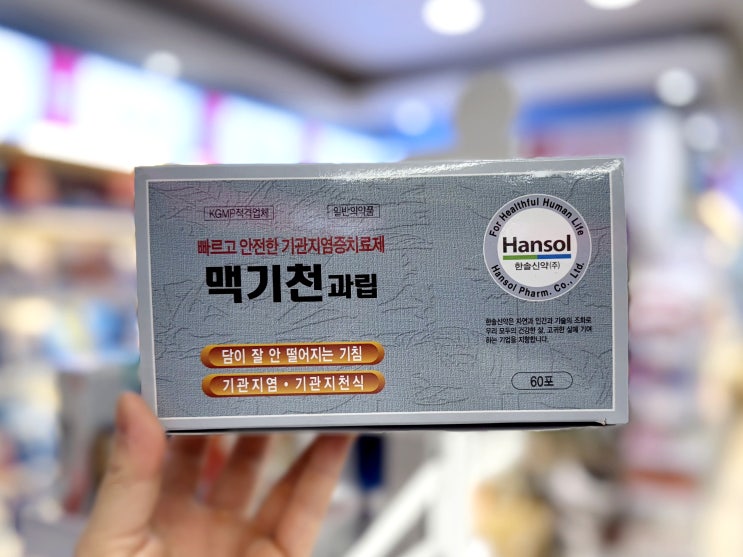 KGMP적격업체
일반의약품
빠르고 안전한 기관지염증치료제
맥기천과립
담이 잘 안 떨어지는 기침
기관지염 · 기관지천식
For Healthful Human Life
Hansol
한솔신약(주)
Hansol Pharm. Co., Ltd.
한솔신약은 자연과 인간과 기술의 조화로
우리 모두의 건강한 삶, 고귀한 실에 기여
하는 기업을 지향합니다.
60포